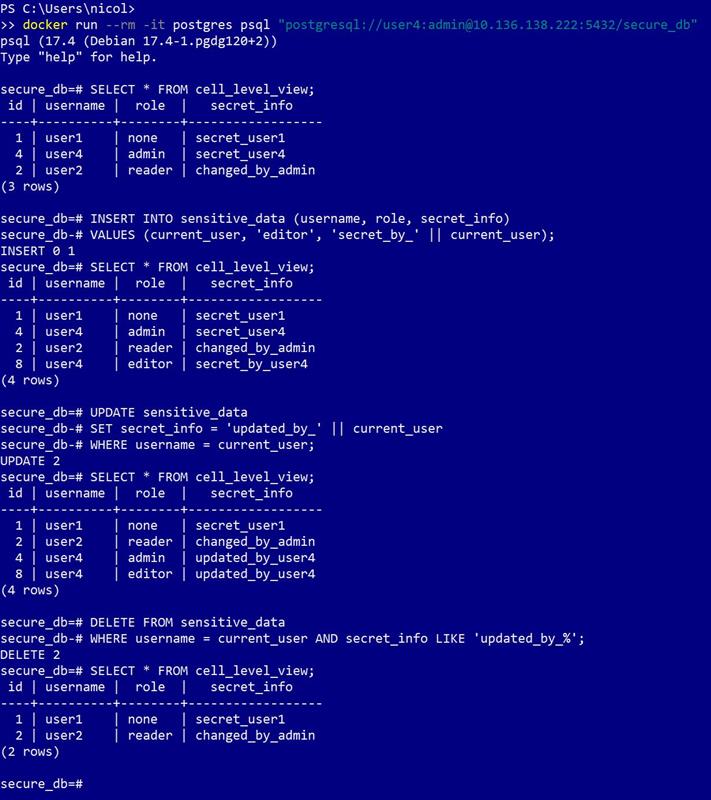 PS C:\Users\nicol>
>> docker run --rm -it postgres psql "postgresql://user4:admin@10.136.138.222:5432/secure_db"
psql (17.4 (Debian 17.4-1.pgdg120+2))
Type "help" for help.

secure_db=# SELECT * FROM cell_level_view;
 id | username |  role  |   secret_info
----+----------+--------+------------------
  1 | user1    | none   | secret_user1
  4 | user4    | admin  | secret_user4
  2 | user2    | reader | changed_by_admin
(3 rows)

secure_db=# INSERT INTO sensitive_data (username, role, secret_info)
secure_db-# VALUES (current_user, 'editor', 'secret_by_' || current_user);
INSERT 0 1
secure_db=# SELECT * FROM cell_level_view;
 id | username |  role  |   secret_info
----+----------+--------+------------------
  1 | user1    | none   | secret_user1
  4 | user4    | admin  | secret_user4
  2 | user2    | reader | changed_by_admin
  8 | user4    | editor | secret_by_user4
(4 rows)

secure_db=# UPDATE sensitive_data
secure_db-# SET secret_info = 'updated_by_' || current_user
secure_db-# WHERE username = current_user;
UPDATE 2
secure_db=# SELECT * FROM cell_level_view;
 id | username |  role  |   secret_info
----+----------+--------+------------------
  1 | user1    | none   | secret_user1
  2 | user2    | reader | changed_by_admin
  4 | user4    | admin  | updated_by_user4
  8 | user4    | editor | updated_by_user4
(4 rows)

secure_db=# DELETE FROM sensitive_data
secure_db-# WHERE username = current_user AND secret_info LIKE 'updated_by_%';
DELETE 2
secure_db=# SELECT * FROM cell_level_view;
 id | username |  role  |   secret_info
----+----------+--------+------------------
  1 | user1    | none   | secret_user1
  2 | user2    | reader | changed_by_admin
(2 rows)

secure_db=#